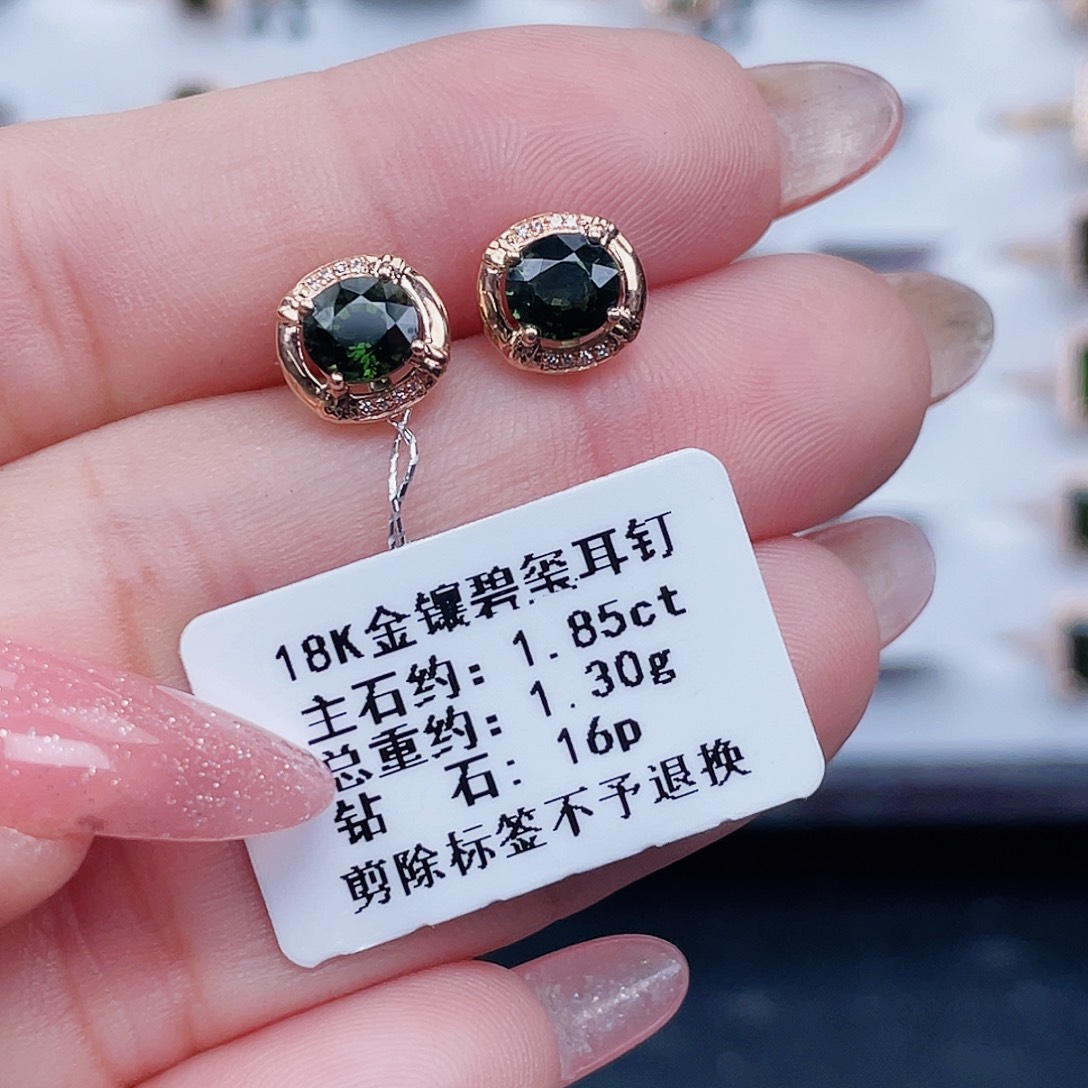 18K金镶碧玺耳钉
主石约: 1.85ct
总重约: 1.30g
钻 石: 16p
剪除标签不予退换